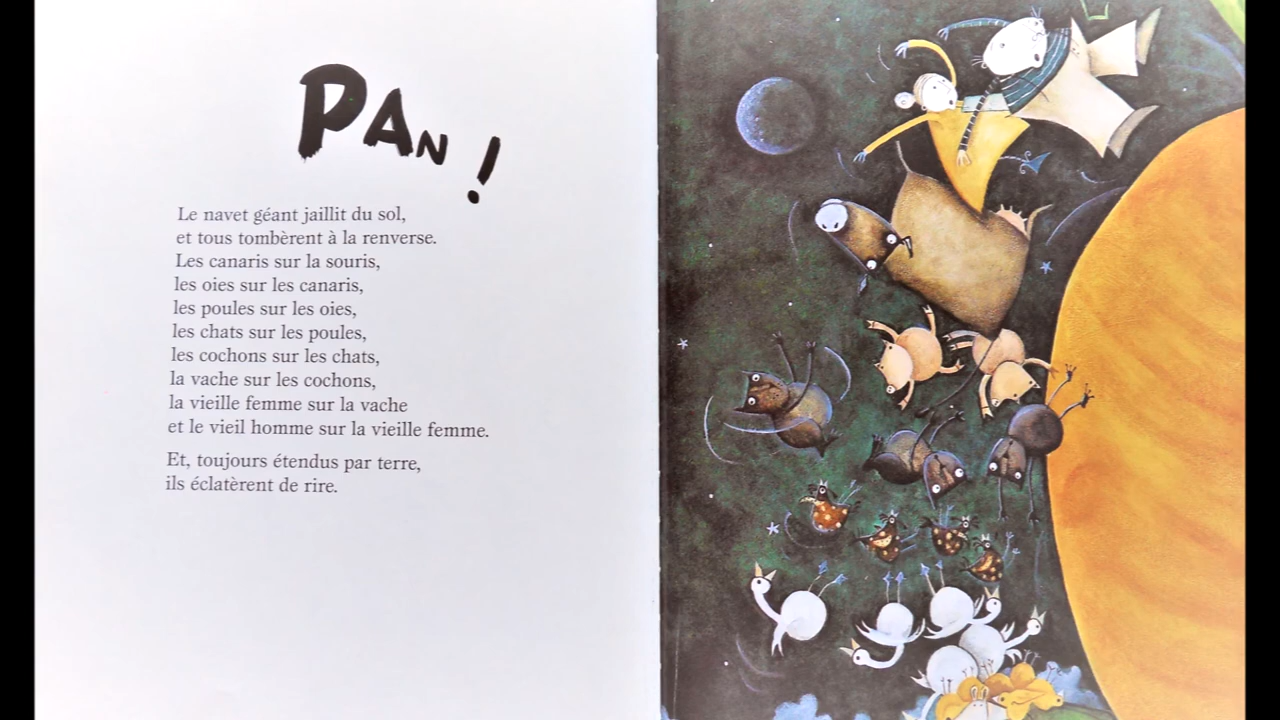 PAN !
Le navet géant jaillit du sol,
et tous tombèrent à la renverse.
Les canaris sur la souris,
les oies sur les canaris,
les poules sur les oies,
les chats sur les poules,
les cochons sur les chats,
la vache sur les cochons,
la vieille femme sur la vache
et le vieil homme sur la vieille femme.
Et, toujours étendus par terre,
ils éclatèrent de rire.